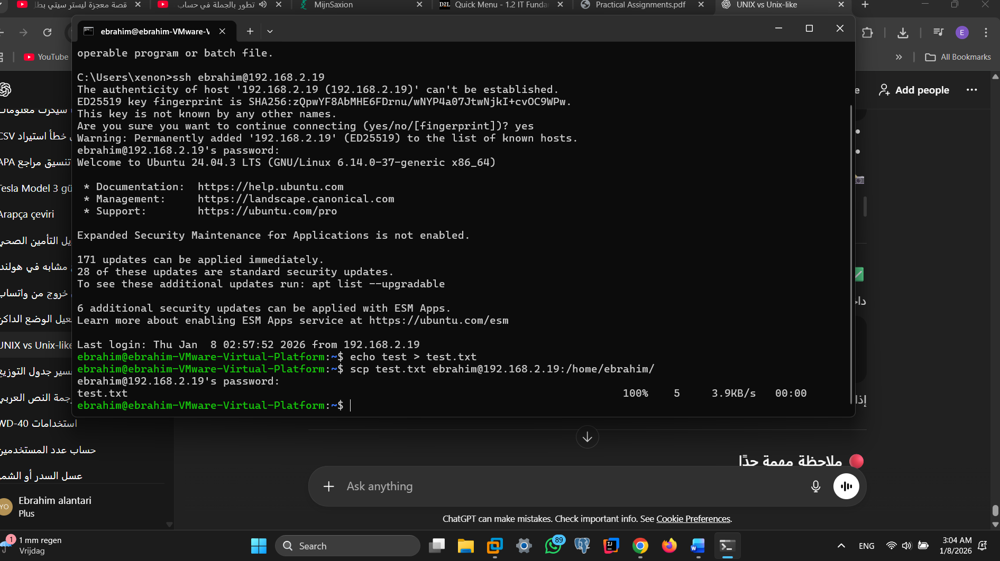 قصة معجزة ليستر سيتي بط
تطور بالجملة في حساب
MijnSaxion
D2L
Quick Menu - 1.2 IT Funda
Practical Assignments.pdf
UNIX vs Unix-like
ebrahim@ebrahim-VMware-V
E
YouTube
All Bookmarks
operable program or batch file.
C:\Users\xenon>ssh ebrahim@192.168.2.19
The authenticity of host '192.168.2.19 (192.168.2.19)' can't be established.
ED25519 key fingerprint is SHA256:zQpwYF8AbMHE6FDrnu/wNYP4a07JtwNjkI+cvOC9WPw.
This key is not known by any other names.
Are you sure you want to continue connecting (yes/no/[fingerprint])? yes
Warning: Permanently added '192.168.2.19' (ED25519) to the list of known hosts.
ebrahim@192.168.2.19's password:
Welcome to Ubuntu 24.04.3 LTS (GNU/Linux 6.14.0-37-generic x86_64)
* Documentation:  https://help.ubuntu.com
* Management:     https://landscape.canonical.com
* Support:        https://ubuntu.com/pro
Expanded Security Maintenance for Applications is not enabled.
171 updates can be applied immediately.
28 of these updates are standard security updates.
To see these additional updates run: apt list --upgradable
6 additional security updates can be applied with ESM Apps.
Learn more about enabling ESM Apps service at https://ubuntu.com/esm
Last login: Thu Jan  8 02:57:52 2026 from 192.168.2.19
ebrahim@ebrahim-VMware-Virtual-Platform:~$ echo test > test.txt
ebrahim@ebrahim-VMware-Virtual-Platform:~$ scp test.txt ebrahim@192.168.2.19:/home/ebrahim/
ebrahim@192.168.2.19's password:
test.txt 100% 5 3.9KB/s 00:00
ebrahim@ebrahim-VMware-Virtual-Platform:~$
سيكرت معلومات
خطأ استيراد CSV
تنسيق مراجع APA
Tesla Model 3 gü
Arapça çeviri
يل التأمين الصحي
مشابه في هولند
خروج من واتساب
عيل الوضع الداكن
UNIX vs Unix-like
سير جدول التوزيع
جمة النص العربي
استخدامات WD-40
حساب عدد المستخدمين
عسل السدر أو الشم
YO
Ebrahim alantari
Plus
Add people
إذا
ملاحظة مهمة جدًا
Ask anything
ChatGPT can make mistakes. Check important info. See Cookie Preferences.
1
1 mm regen
Vrijdag
Search
89
ENG
3:04 AM
1/8/2026